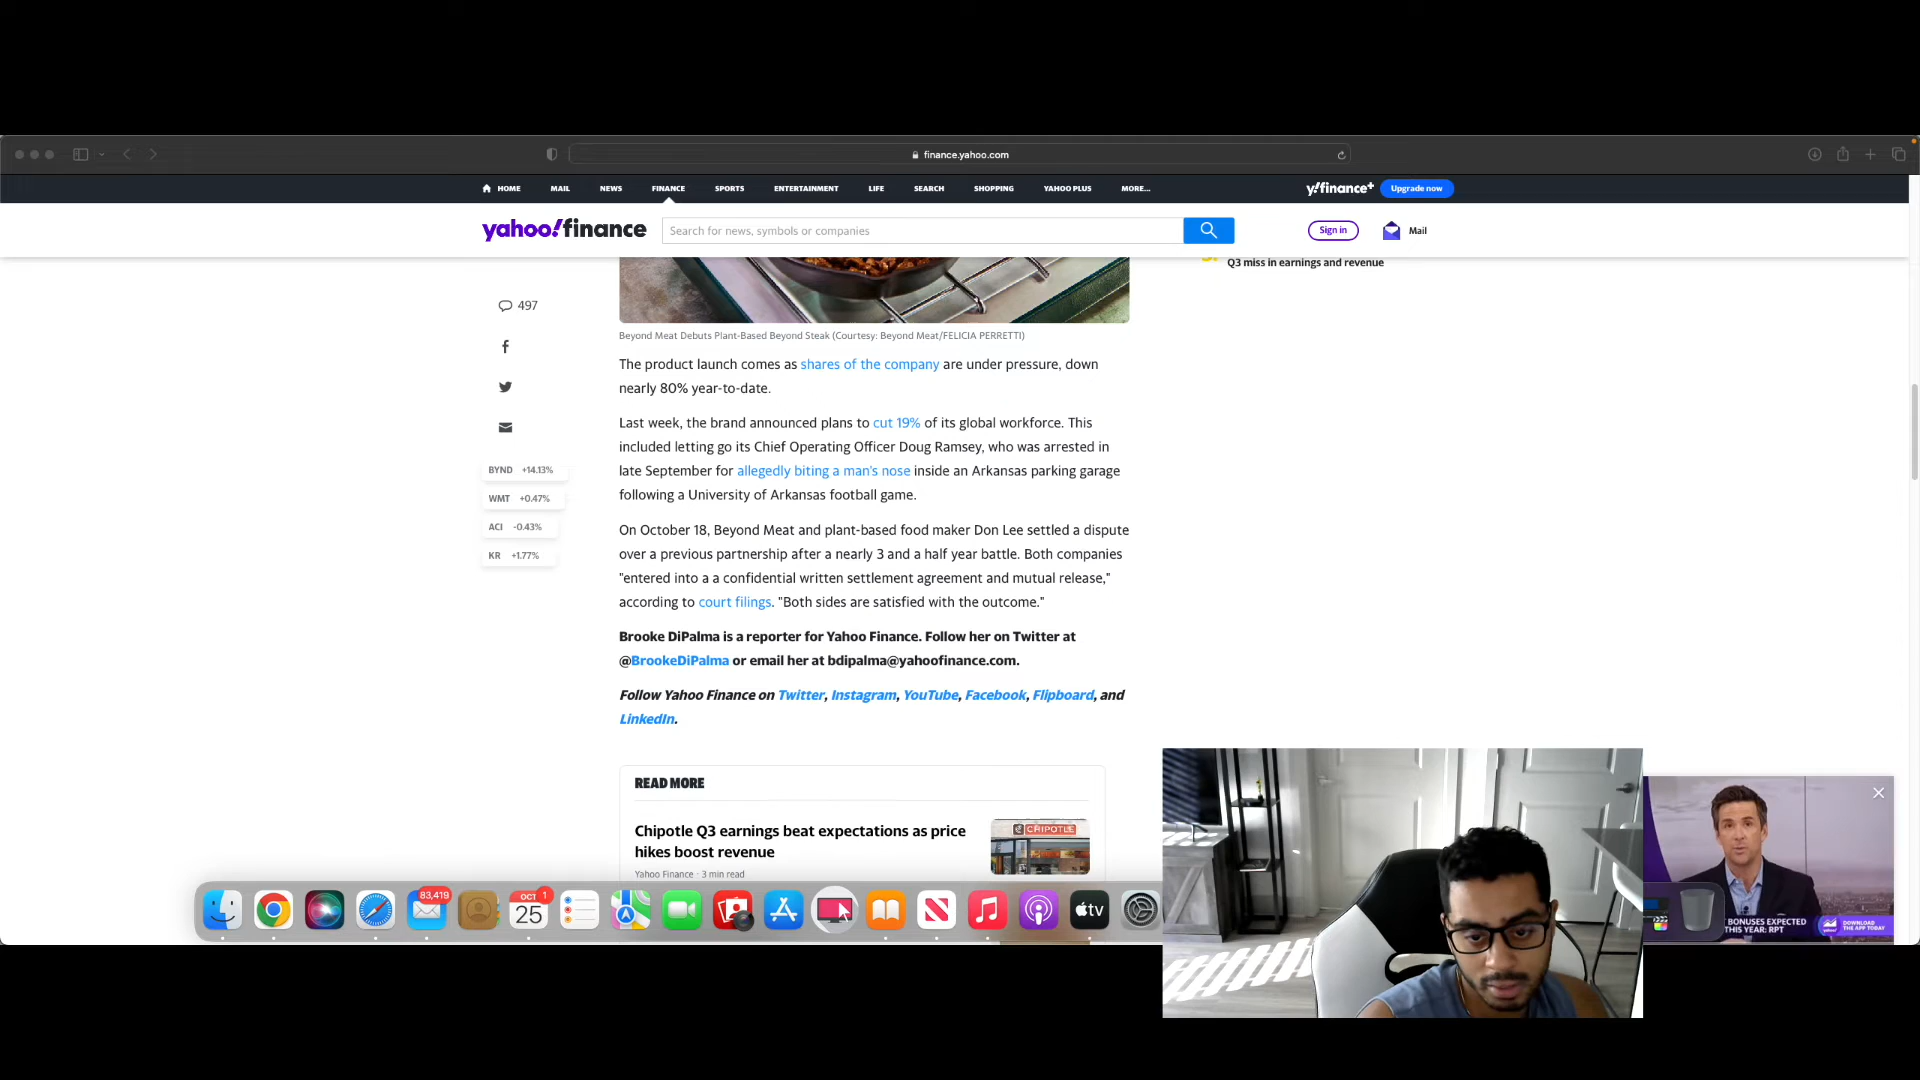 finance.yahoo.com
HOME MAIL NEWS FINANCE SPORTS ENTERTAINMENT LIFE SEARCH SHOPPING YAHOO PLUS MORE... y!finance+ Upgrade now
yahoo!finance Search for news, symbols or companies Sign in Mail
Q3 miss in earnings and revenue
497
Beyond Meat Debuts Plant-Based Beyond Steak (Courtesy: Beyond Meat/FELICIA PERRETTI)
The product launch comes as shares of the company are under pressure, down
nearly 80% year-to-date.
Last week, the brand announced plans to cut 19% of its global workforce. This
included letting go its Chief Operating Officer Doug Ramsey, who was arrested in
late September for allegedly biting a man's nose inside an Arkansas parking garage
following a University of Arkansas football game.
BYND +14.13%
WMT +0.47%
ACI -0.43%
KR +1.77%
On October 18, Beyond Meat and plant-based food maker Don Lee settled a dispute
over a previous partnership after a nearly 3 and a half year battle. Both companies
"entered into a a confidential written settlement agreement and mutual release,"
according to court filings. "Both sides are satisfied with the outcome."
Brooke DiPalma is a reporter for Yahoo Finance. Follow her on Twitter at
@BrookeDiPalma or email her at bdipalma@yahoofinance.com.
Follow Yahoo Finance on Twitter, Instagram, YouTube, Facebook, Flipboard, and
LinkedIn.
READ MORE
Chipotle Q3 earnings beat expectations as price
hikes boost revenue
Yahoo Finance · 3 min read
CHIPOTLE
83,419
OCT 1
25
tv
BONUSES EXPECTED
THIS YEAR: RPT
DOWNLOAD
THE APP TODAY